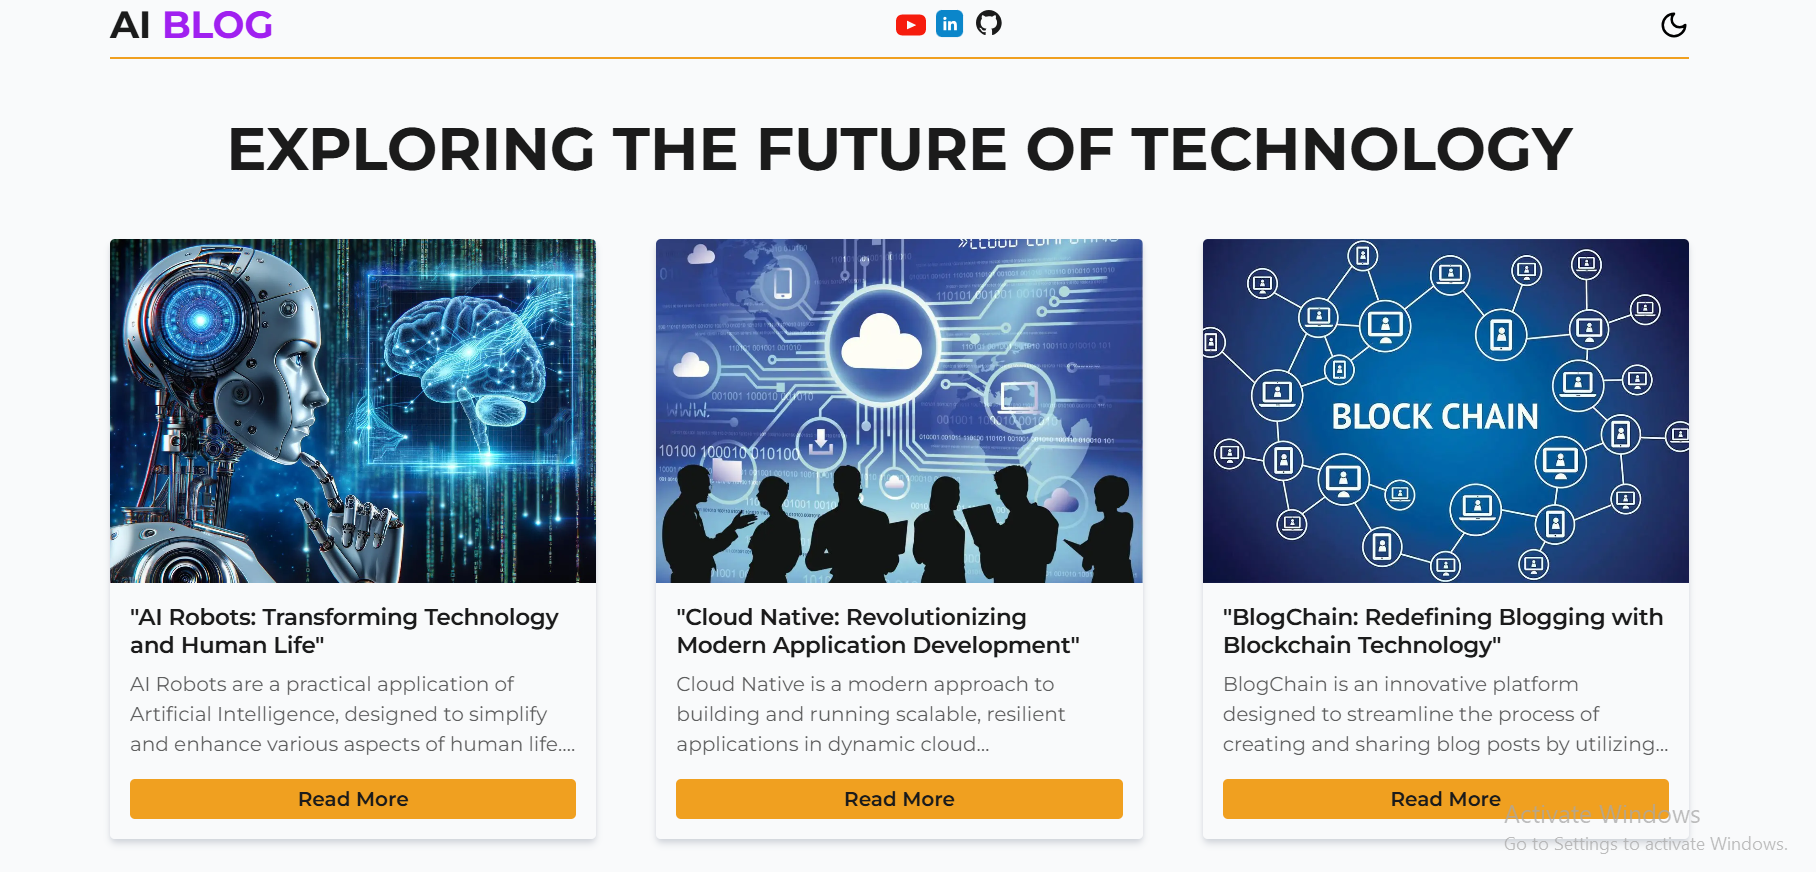 AI BLOG
in
EXPLORING THE FUTURE OF TECHNOLOGY
»CLOUD COMPUTING
WWW.
BLOCK CHAIN
"AI Robots: Transforming Technology
and Human Life"
AI Robots are a practical application of
Artificial Intelligence, designed to simplify
and enhance various aspects of human life....
Read More
"Cloud Native: Revolutionizing
Modern Application Development"
Cloud Native is a modern approach to
building and running scalable, resilient
applications in dynamic cloud...
Read More
"BlogChain: Redefining Blogging with
Blockchain Technology"
BlogChain is an innovative platform
designed to streamline the process of
creating and sharing blog posts by utilizing...
Read More
Activate Windows
Go to Settings to activate Windows.